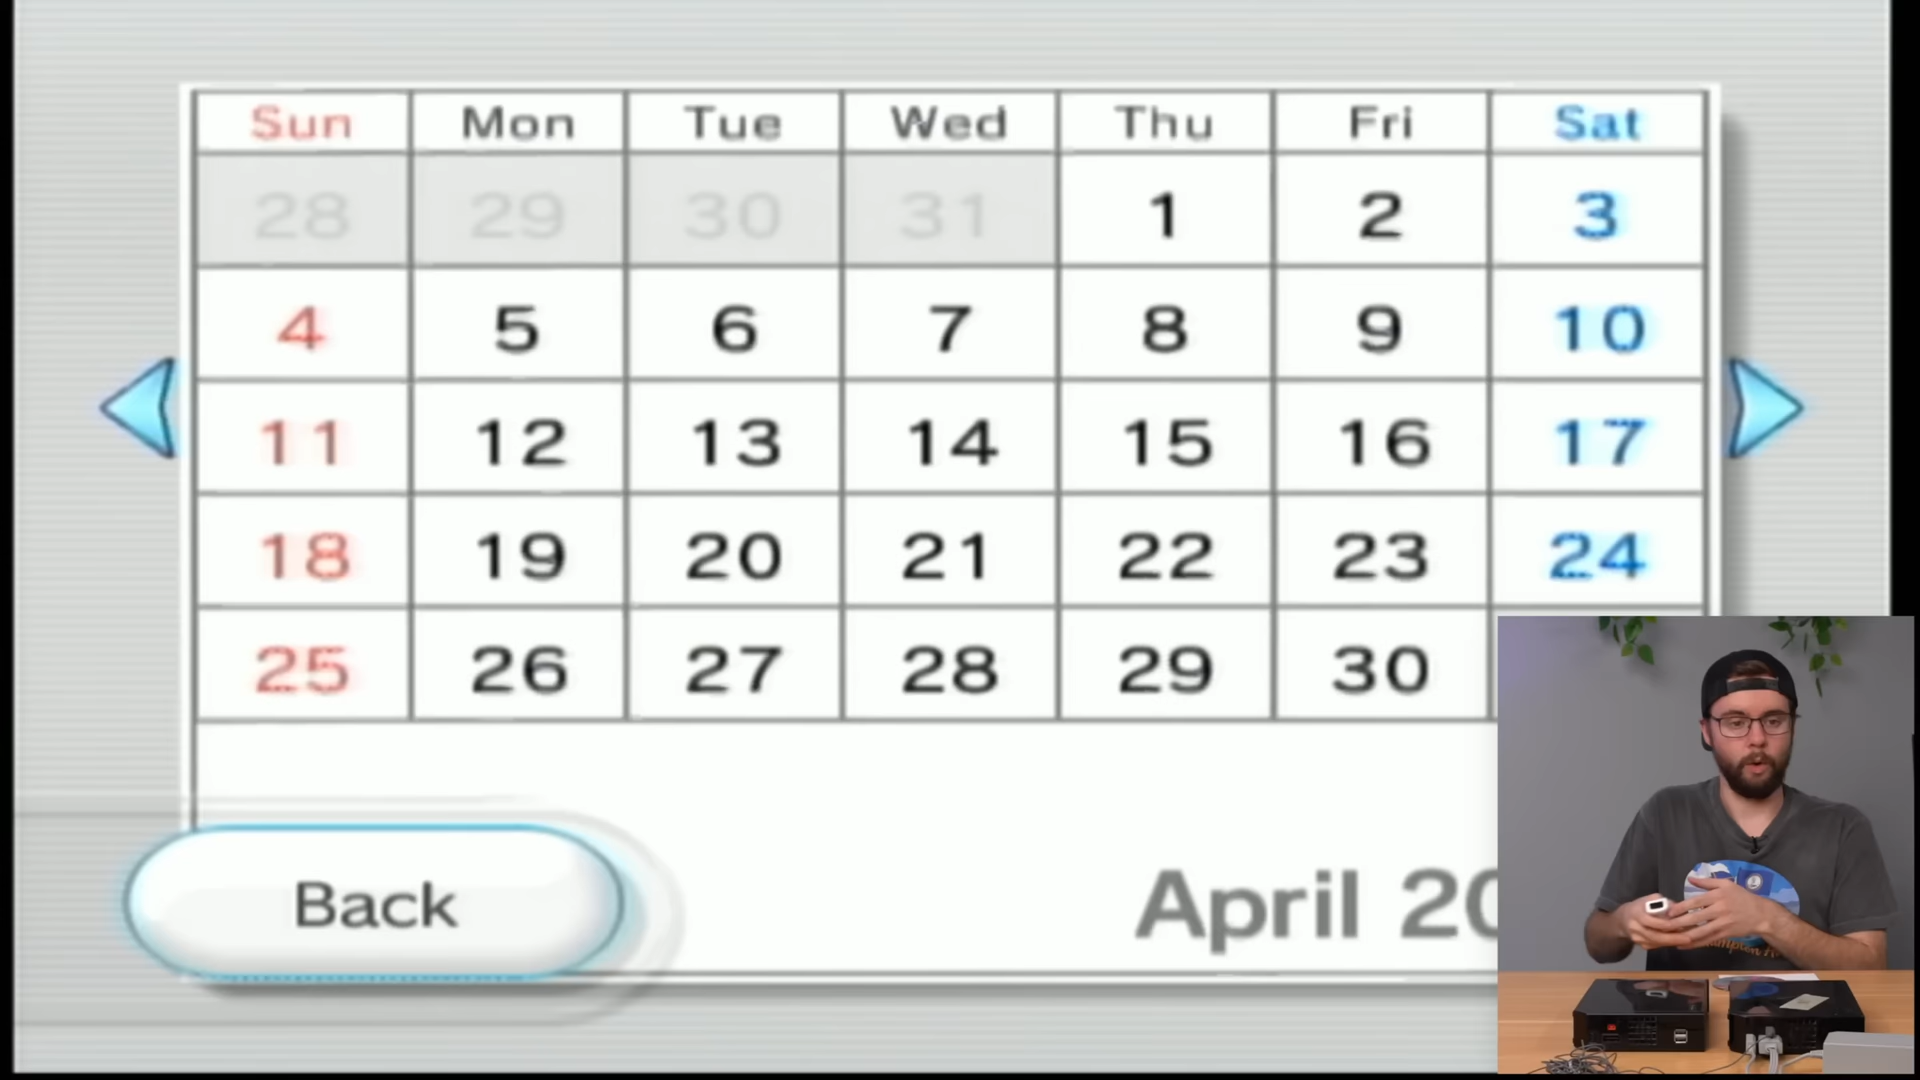 Sun Mon Tue Wed Thu Fri Sat
28 29 30 31 1 2 3
4 5 6 7 8 9 10
11 12 13 14 15 16 17
18 19 20 21 22 23 24
25 26 27 28 29 30
Back
April 20